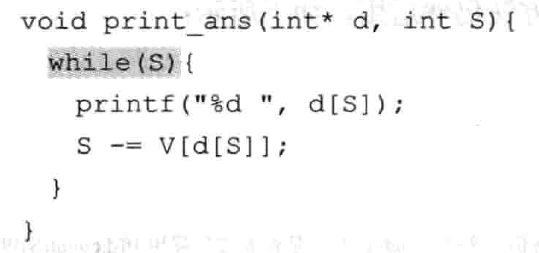 void print_ans(int* d, int S){
  while(S){
    printf("%d ", d[S]);
    S -= V[d[S]];
  }
}